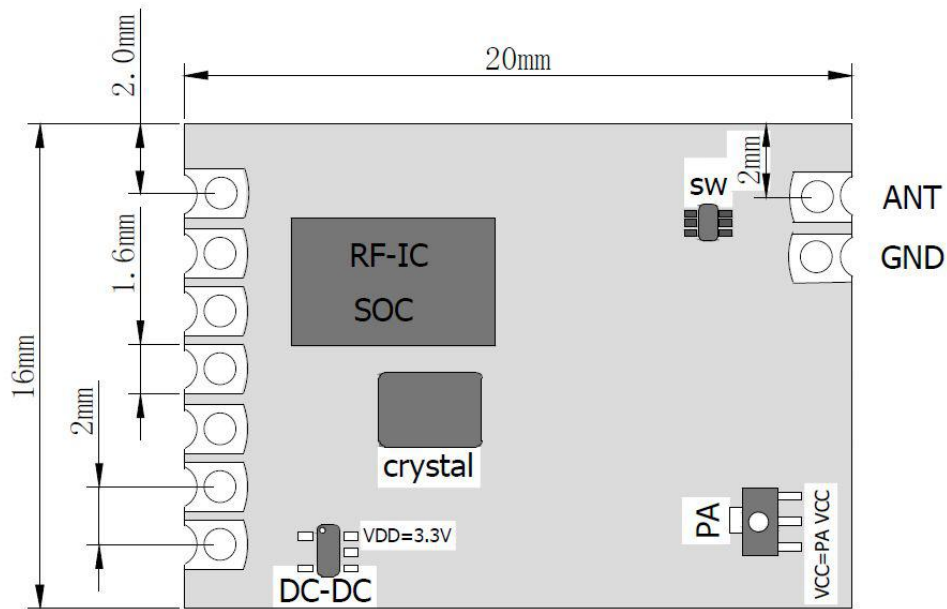 2.0mm
20mm
2mm
sw
ANT
GND
RF-IC
SOC
1.6mm
16mm
2mm
crystal
PA
VCC=PA VCC
VDD=3.3V
DC-DC